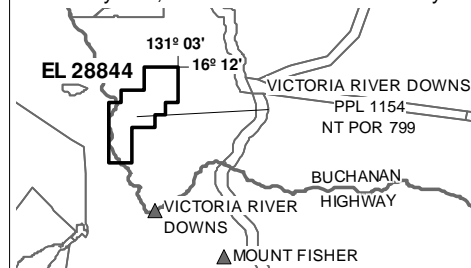 131º 03'
16º 12'
EL 28844
VICTORIA RIVER DOWNS
PPL 1154
NT POR 799
BUCHANAN
HIGHWAY
VICTORIA RIVER
DOWNS
MOUNT FISHER